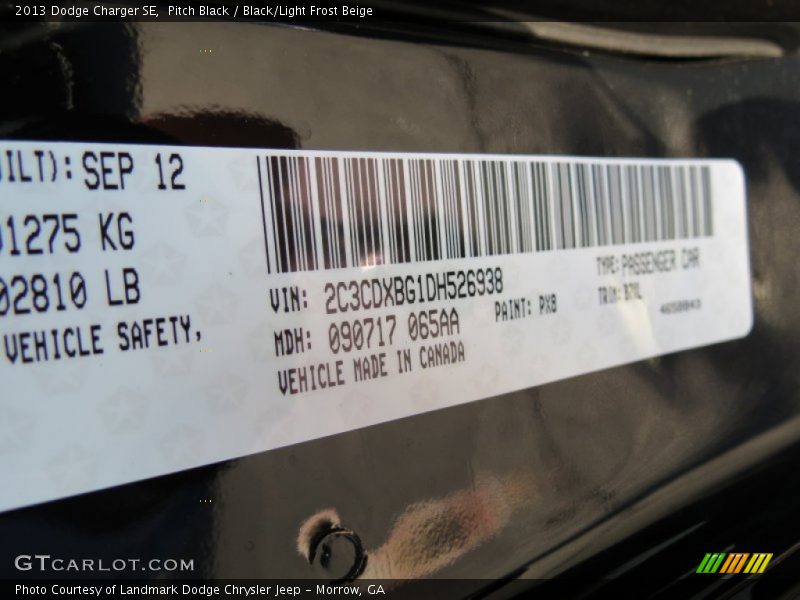 2013 Dodge Charger SE, Pitch Black / Black/Light Frost Beige
ILT): SEP 12
1275 KG
02810 LB
VEHICLE SAFETY,
VIN: 2C3CDXBG1DH526938
MDH: 090717 065AA
VEHICLE MADE IN CANADA
PAINT: PX8
TYPE: PASSENGER CAR
TRIM:
GTCARLOT.COM
Photo Courtesy of Landmark Dodge Chrysler Jeep - Morrow, GA